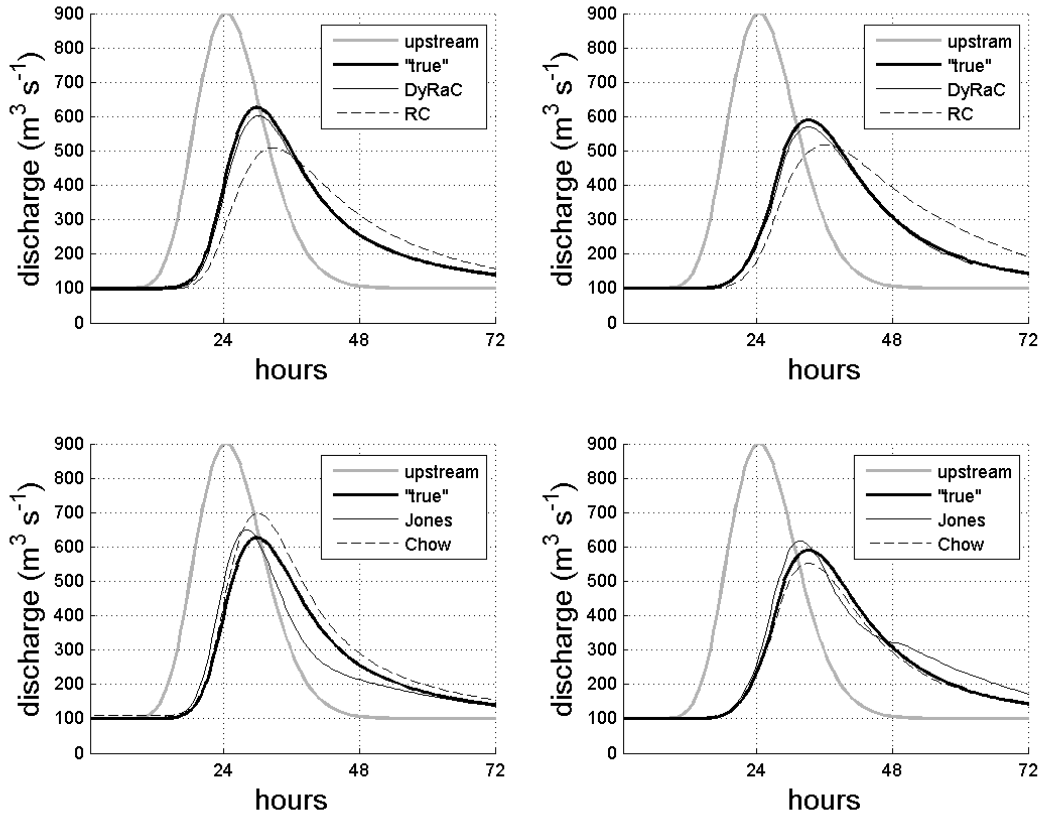 900
800
700
600
500
400
300
200
100
0
24
48
72
discharge (m³ s⁻¹)
hours
upstream
"true"
DyRaC
RC
900
800
700
600
500
400
300
200
100
0
24
48
72
discharge (m³ s⁻¹)
hours
upstram
"true"
DyRaC
RC
900
800
700
600
500
400
300
200
100
0
24
48
72
discharge (m³ s⁻¹)
hours
upstream
"true"
Jones
Chow
900
800
700
600
500
400
300
200
100
0
24
48
72
discharge (m³ s⁻¹)
hours
upstream
"true"
Jones
Chow